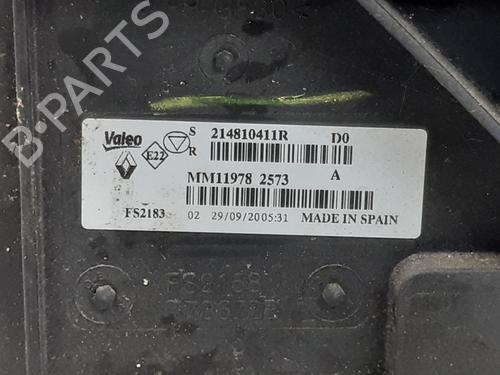 B-PARTS
Valeo
S
R
E22
214810411R D0
MM11978 2573 A
FS2183 02 29/09/2005:31 MADE IN SPAIN